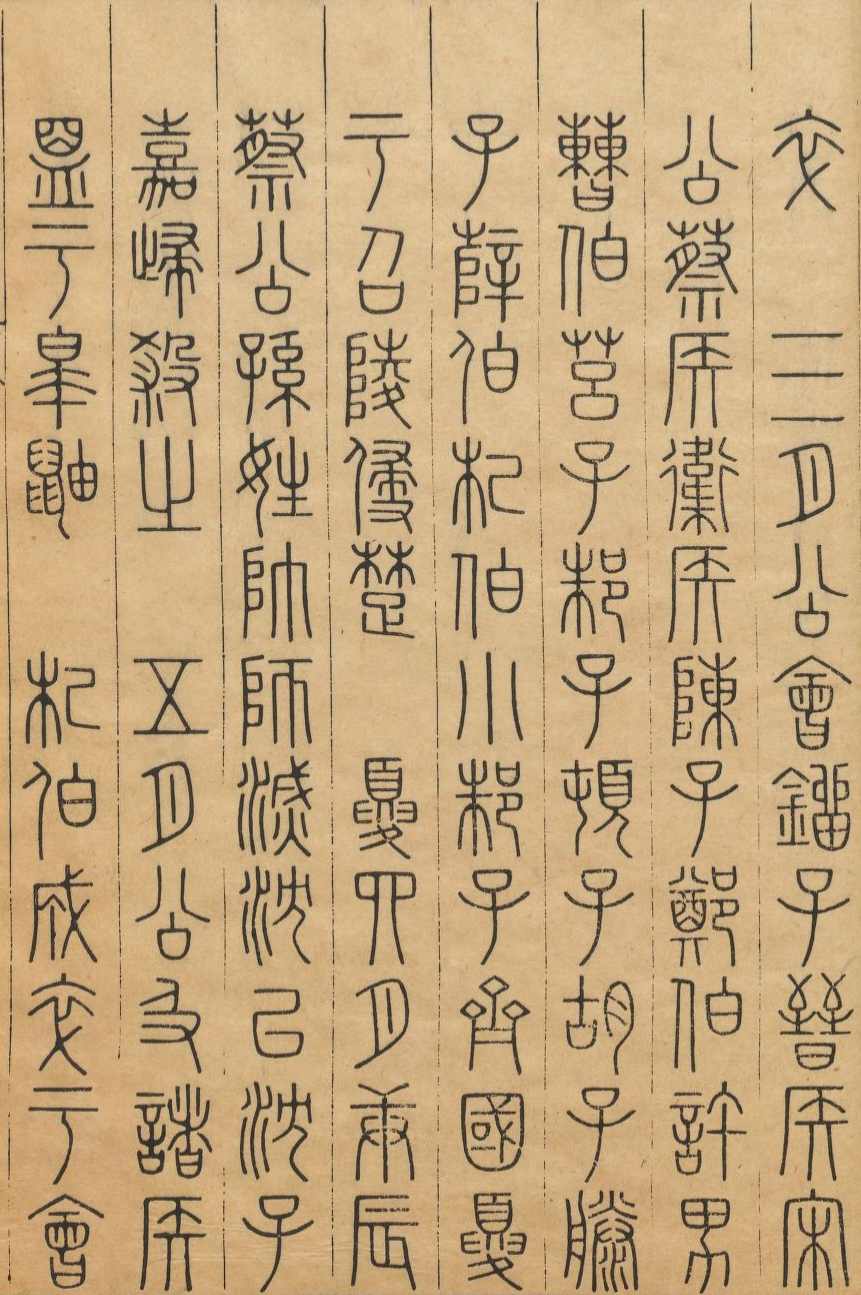 卒　三月公會鎦子晉侯宋
公蔡侯衛侯陳子鄭伯許男
曹伯莒子邾子頓子胡子滕
子薛伯杞伯小邾子齊國夏
于召陵侵楚　夏四月庚辰
蔡公孫姓帥師滅沈以沈子
嘉歸殺之　五月公及諸侯
盟于皋鼬　杞伯成卒于會